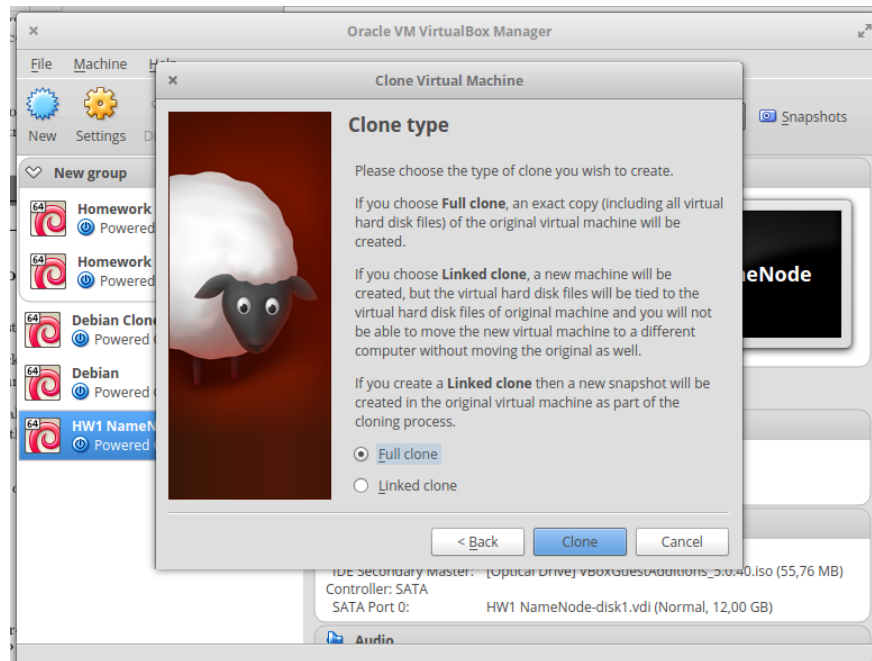 Oracle VM VirtualBox Manager
File Machine
Clone Virtual Machine
New Settings
Snapshots
Clone type
Please choose the type of clone you wish to create.
If you choose Full clone, an exact copy (including all virtual
hard disk files) of the original virtual machine will be
created.
If you choose Linked clone, a new machine will be
created, but the virtual hard disk files will be tied to the
virtual hard disk files of original machine and you will not
be able to move the new virtual machine to a different
computer without moving the original as well.
If you create a Linked clone then a new snapshot will be
created in the original virtual machine as part of the
cloning process.
Full clone
Linked clone
< Back Clone Cancel
New group
64 Homework
Powered
64 Homework
Powered
64 Debian Clone
Powered
64 Debian
Powered
64 HW1 NameN
Powered
eNode
IDE Secondary Master: [Optical Drive] VBoxGuestAdditions_5.0.40.iso (55,76 MB)
Controller: SATA
SATA Port 0: HW1 NameNode-disk1.vdi (Normal, 12,00 GB)
Audio